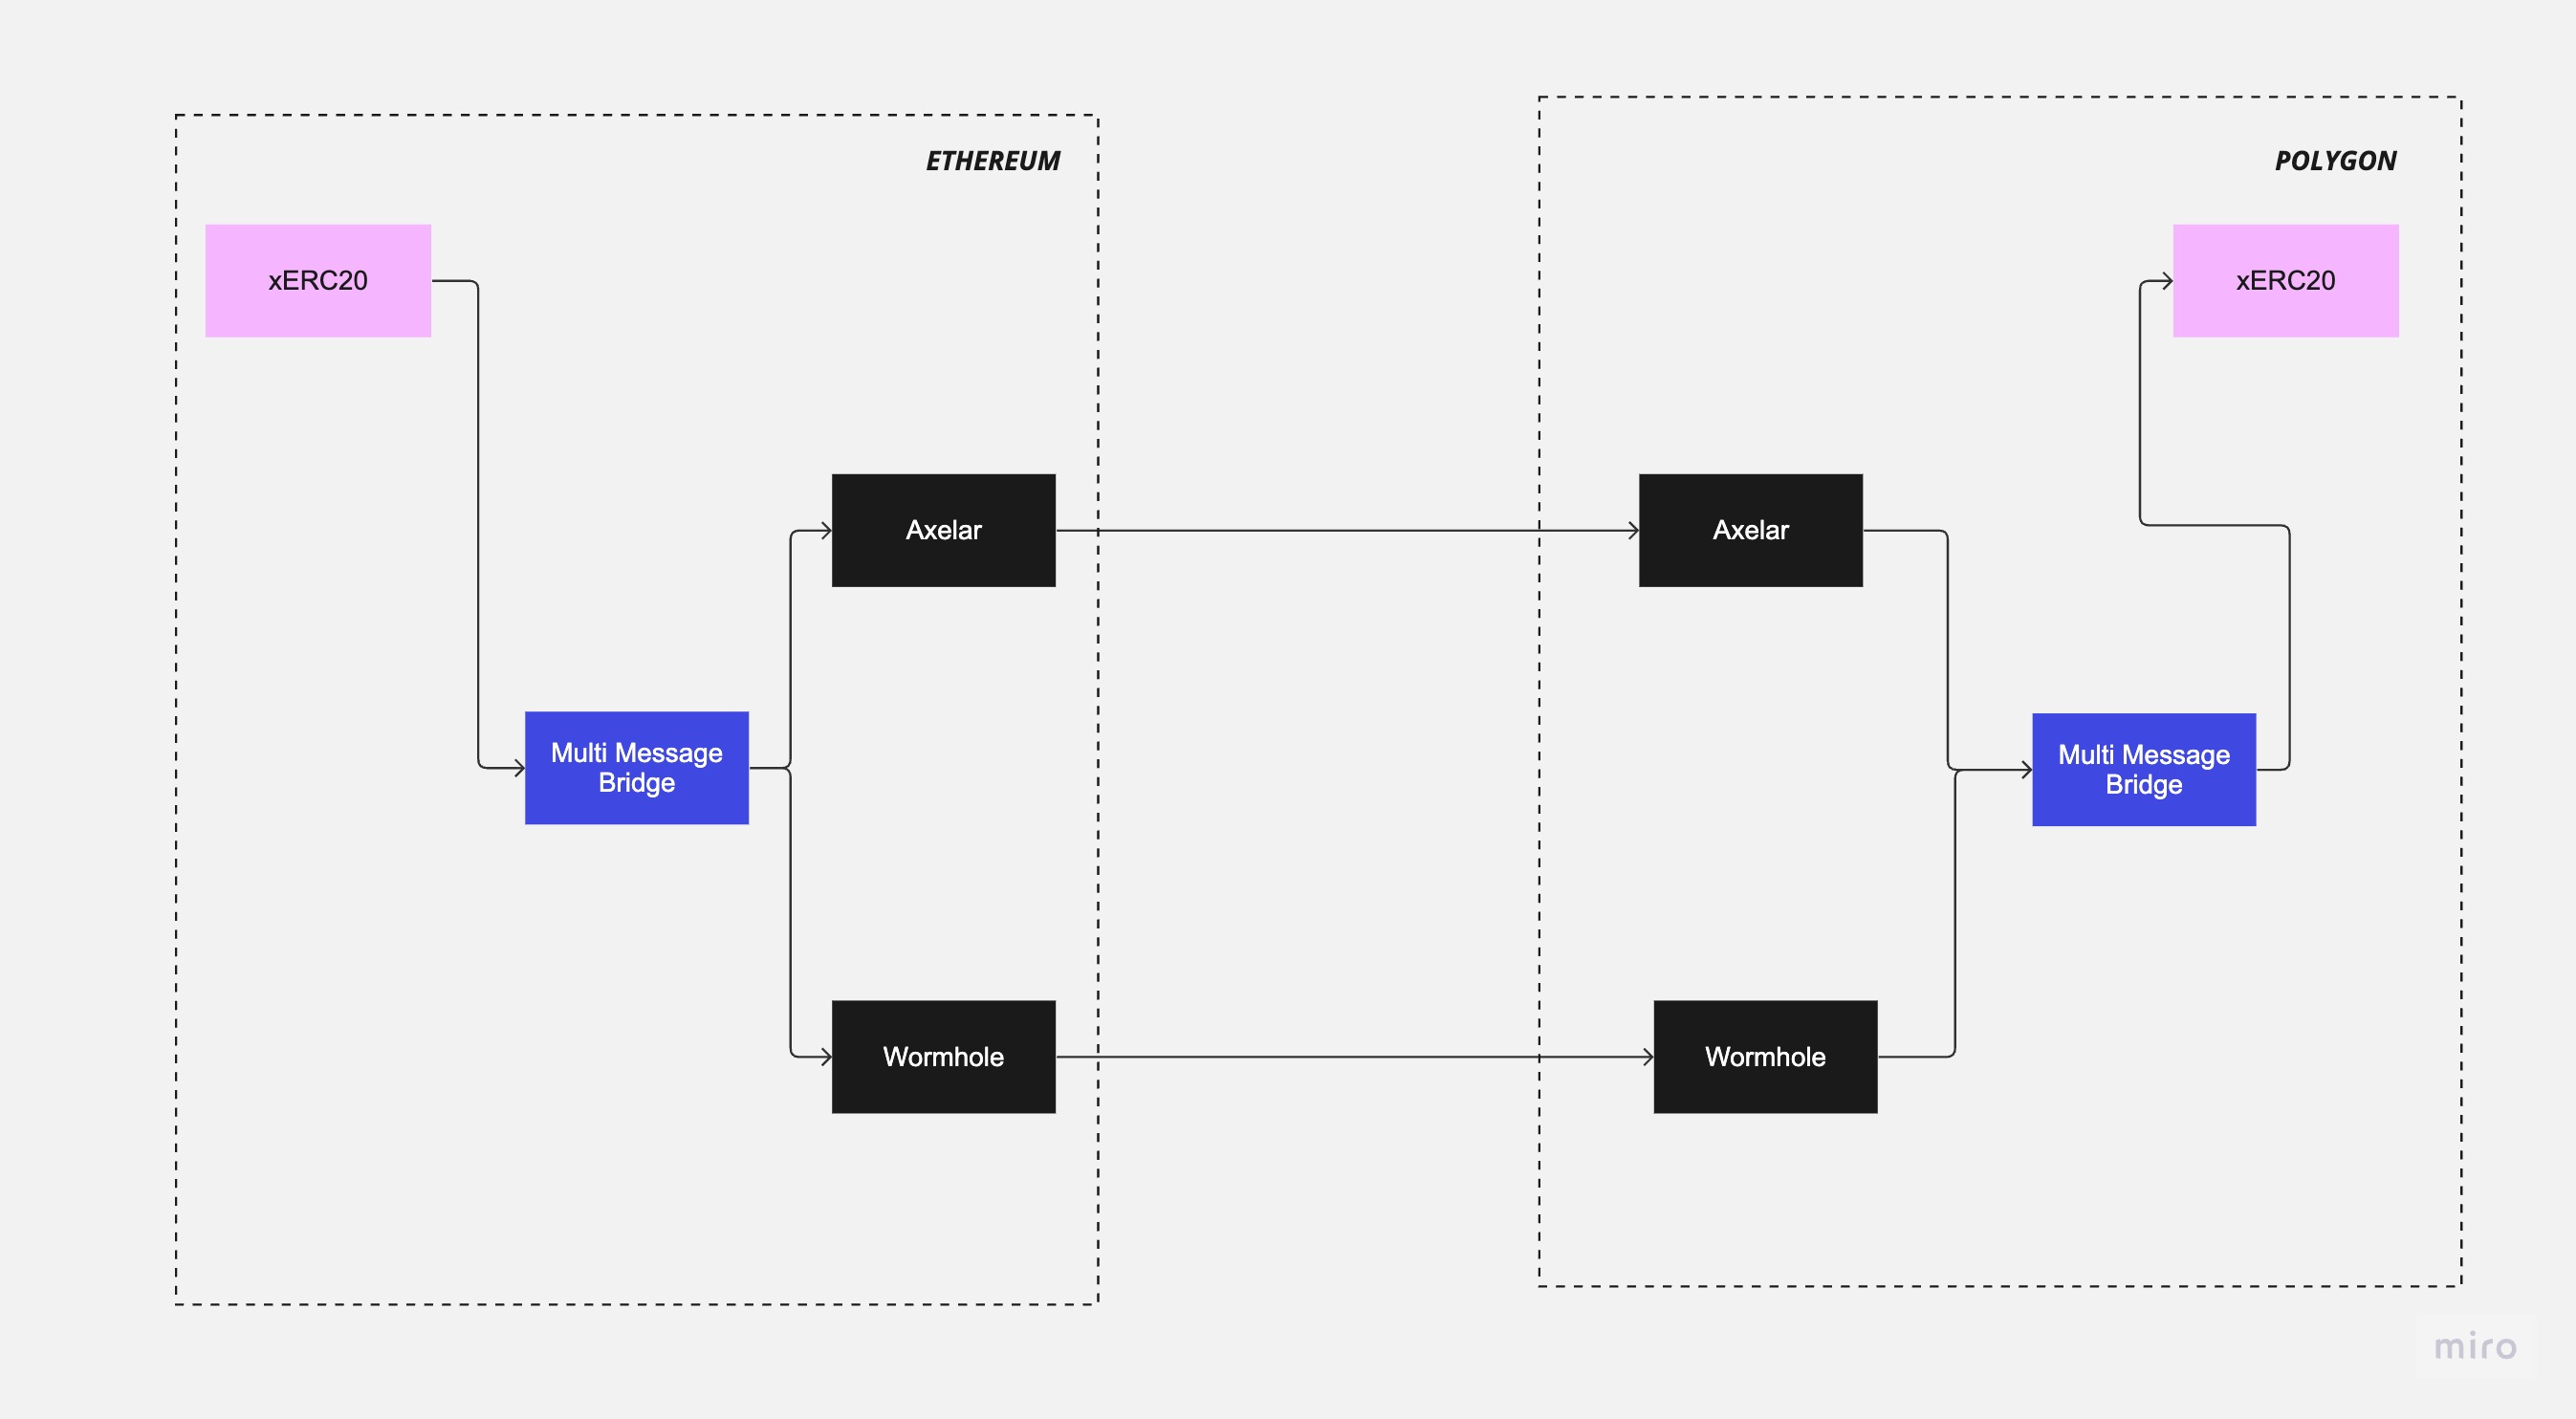 ETHEREUM
xERC20
Axelar
Multi Message
Bridge
Wormhole
POLYGON
xERC20
Axelar
Multi Message
Bridge
Wormhole
miro